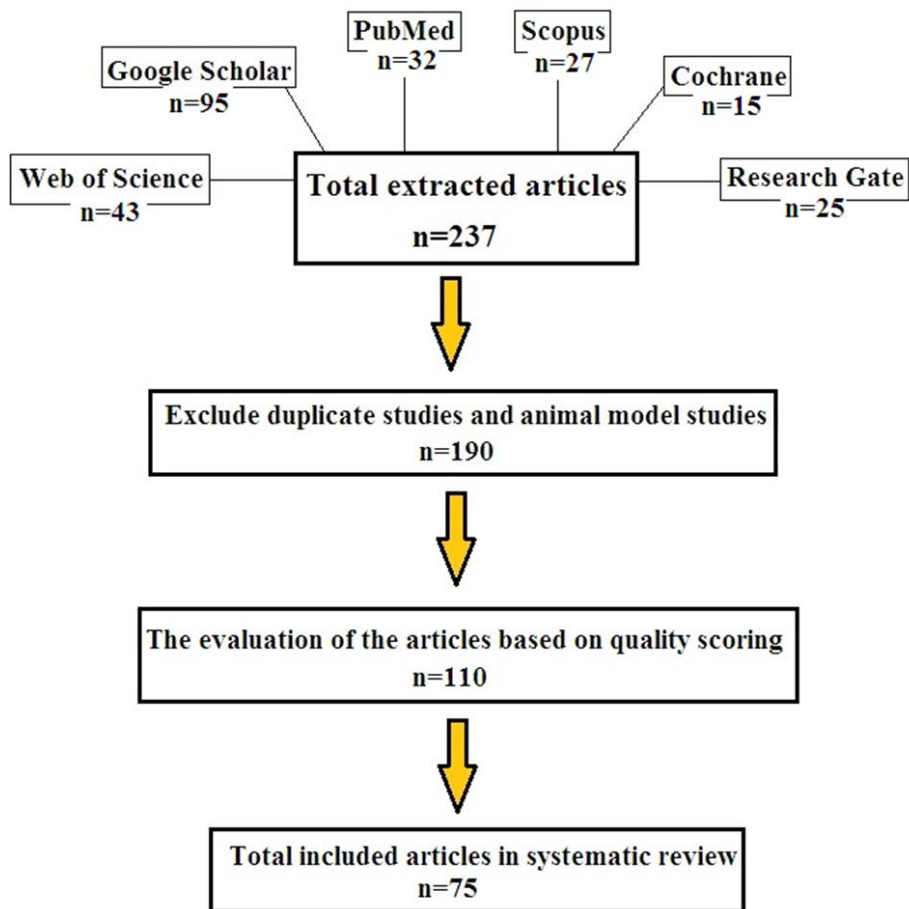 PubMed
n=32
Scopus
n=27
Google Scholar
n=95
Cochrane
n=15
Web of Science
n=43
Total extracted articles
n=237
Research Gate
n=25
Exclude duplicate studies and animal model studies
n=190
The evaluation of the articles based on quality scoring
n=110
Total included articles in systematic review
n=75